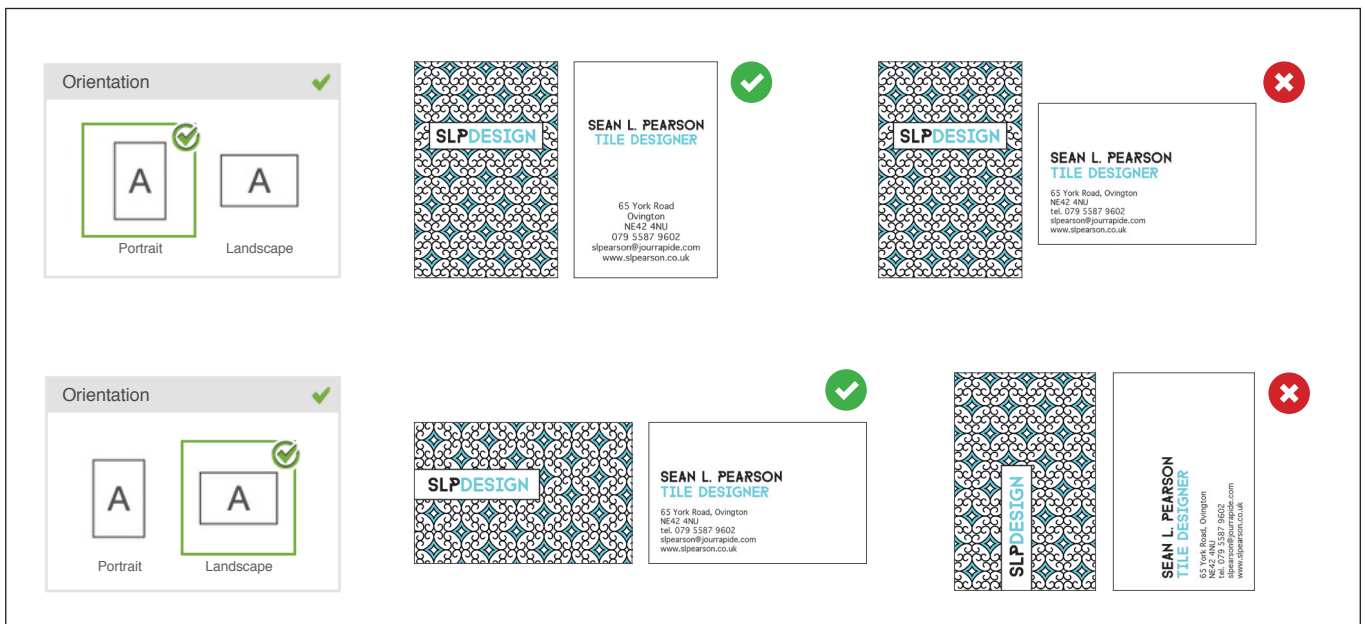 Orientation
A
A
Portrait
Landscape
SLPDESIGN
SEAN L. PEARSON
TILE DESIGNER
65 York Road
Ovington
NE42 4NU
079 5587 9602
slpearson@jourrapide.com
www.slpearson.co.uk
SLPDESIGN
SEAN L. PEARSON
TILE DESIGNER
65 York Road, Ovington
NE42 4NU
tel. 079 5587 9602
slpearson@jourrapide.com
www.slpearson.co.uk
Orientation
A
A
Portrait
Landscape
SLPDESIGN
SEAN L. PEARSON
TILE DESIGNER
65 York Road, Ovington
NE42 4NU
tel. 079 5587 9602
slpearson@jourrapide.com
www.slpearson.co.uk
SLPDESIGN
SEAN L. PEARSON
TILE DESIGNER
65 York Road, Ovington
NE42 4NU
tel. 079 5587 9602
slpearson@jourrapide.com
www.slpearson.co.uk